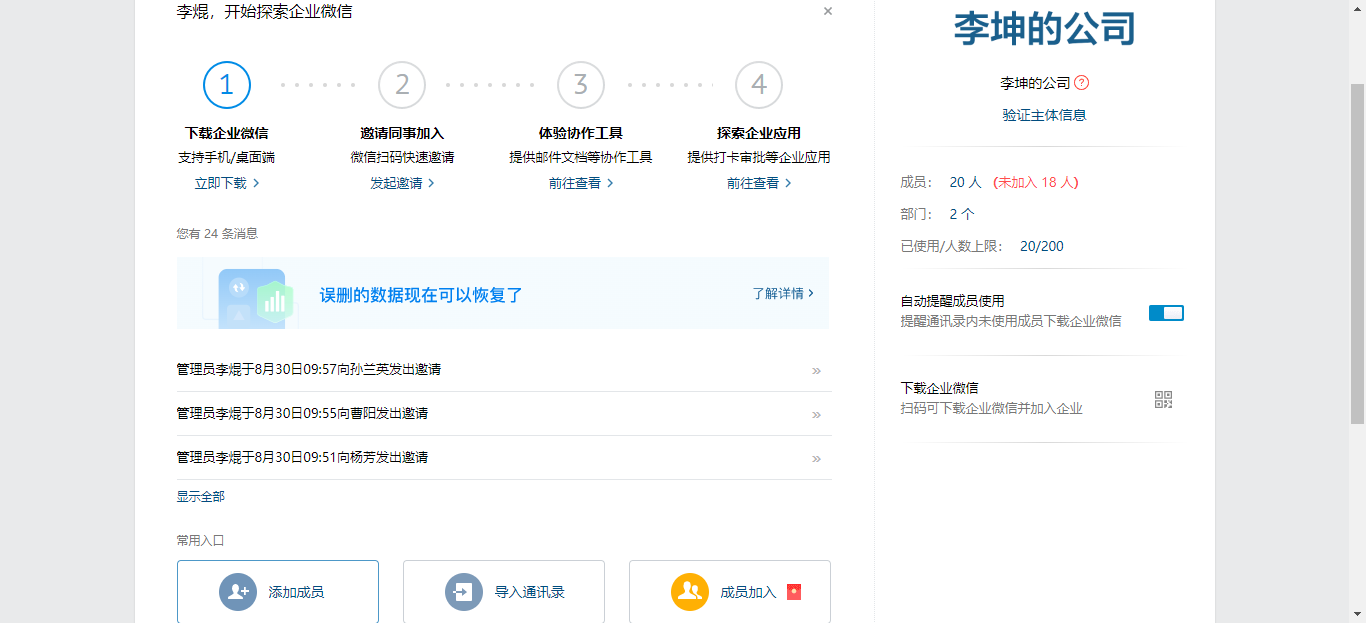 李焜，开始探索企业微信
×
1
2
3
4
下载企业微信
邀请同事加入
体验协作工具
探索企业应用
支持手机/桌面端
微信扫码快速邀请
提供邮件文档等协作工具
提供打卡审批等企业应用
立即下载
发起邀请
前往查看
前往查看
您有 24 条消息
误删的数据现在可以恢复了
了解详情
管理员李焜于8月30日09:57向孙兰英发出邀请
管理员李焜于8月30日09:55向曹阳发出邀请
管理员李焜于8月30日09:51向杨芳发出邀请
显示全部
常用入口
添加成员
导入通讯录
成员加入
李坤的公司
李坤的公司 ?
验证主体信息
成员： 20 人 (未加入 18 人)
部门： 2 个
已使用/人数上限： 20/200
自动提醒成员使用
提醒通讯录内未使用成员下载企业微信
下载企业微信
扫码可下载企业微信并加入企业